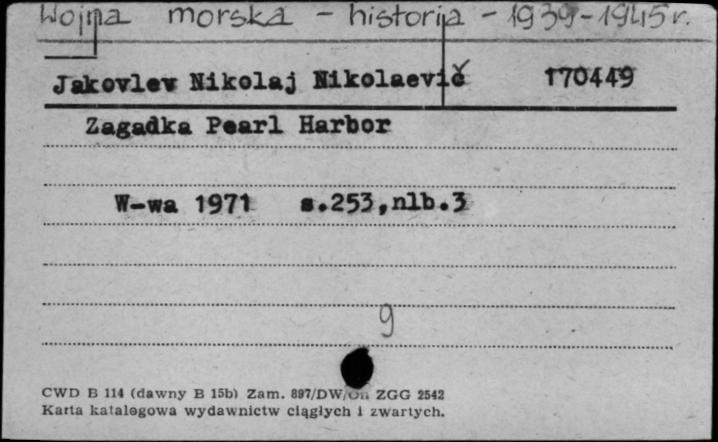 Wojna morska - historia - 1939-1945 r.
Jakovlev Nikolaj Nikolaevič 170449
Zagadka Pearl Harbor
W-wa 1971 s.253,nlb.3
9
CWD B 114 (dawny B 15b) Zam. 897/DW/ ZGG 2542
Karta katalogowa wydawnictw ciągłych i zwartych.